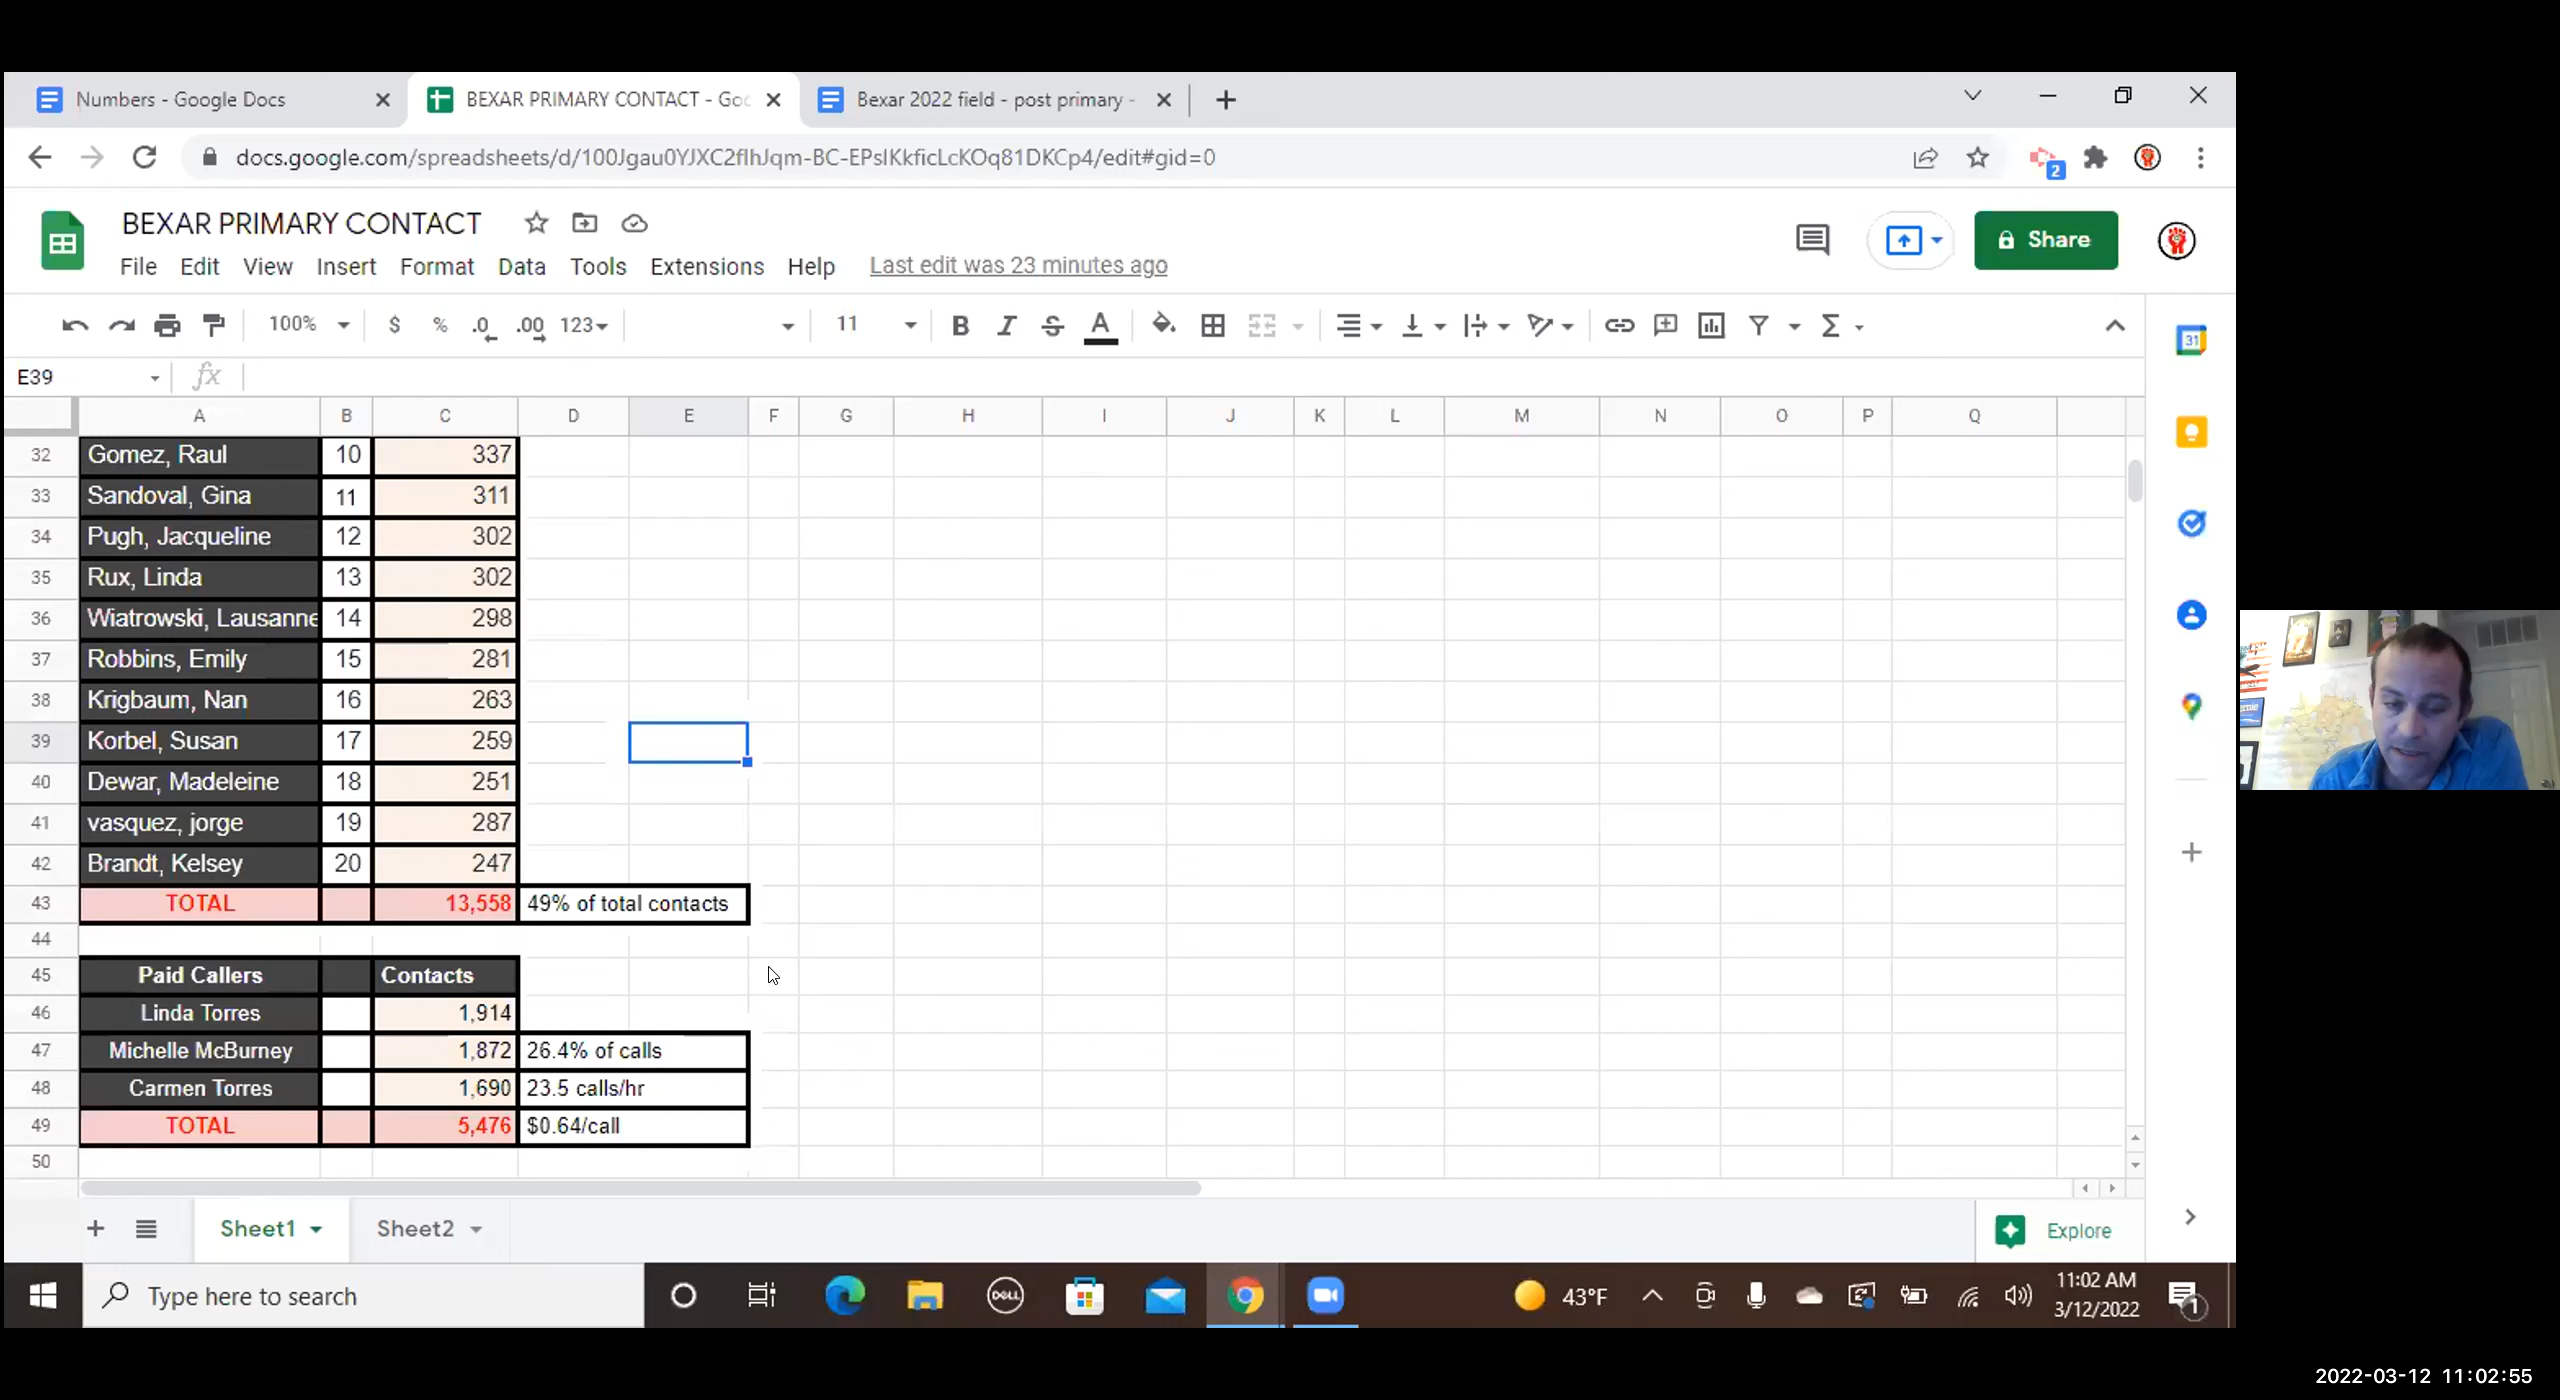 Numbers - Google Docs
BEXAR PRIMARY CONTACT - Goo
Bexar 2022 field - post primary -
docs.google.com/spreadsheets/d/100Jgau0YJXC2flhJqm-BC-EPslKkficLcKOq81DKCp4/edit#gid=0
2
BEXAR PRIMARY CONTACT
Share
File Edit View Insert Format Data Tools Extensions Help Last edit was 23 minutes ago
100% $ % .0 .00 123 11 B I S A
31
E39 fx
A B C D E F G H I J K L M N O P Q
32 Gomez, Raul 10 337
33 Sandoval, Gina 11 311
34 Pugh, Jacqueline 12 302
35 Rux, Linda 13 302
36 Wiatrowski, Lausanne 14 298
37 Robbins, Emily 15 281
38 Krigbaum, Nan 16 263
39 Korbel, Susan 17 259
40 Dewar, Madeleine 18 251
41 vasquez, jorge 19 287
42 Brandt, Kelsey 20 247
43 TOTAL 13,558 49% of total contacts
44
45 Paid Callers Contacts
46 Linda Torres 1,914
47 Michelle McBurney 1,872 26.4% of calls
48 Carmen Torres 1,690 23.5 calls/hr
49 TOTAL 5,476 $0.64/call
50
Sheet1 Sheet2 Explore
Type here to search
DELL
43°F
11:02 AM
3/12/2022
1
2022-03-12 11:02:55